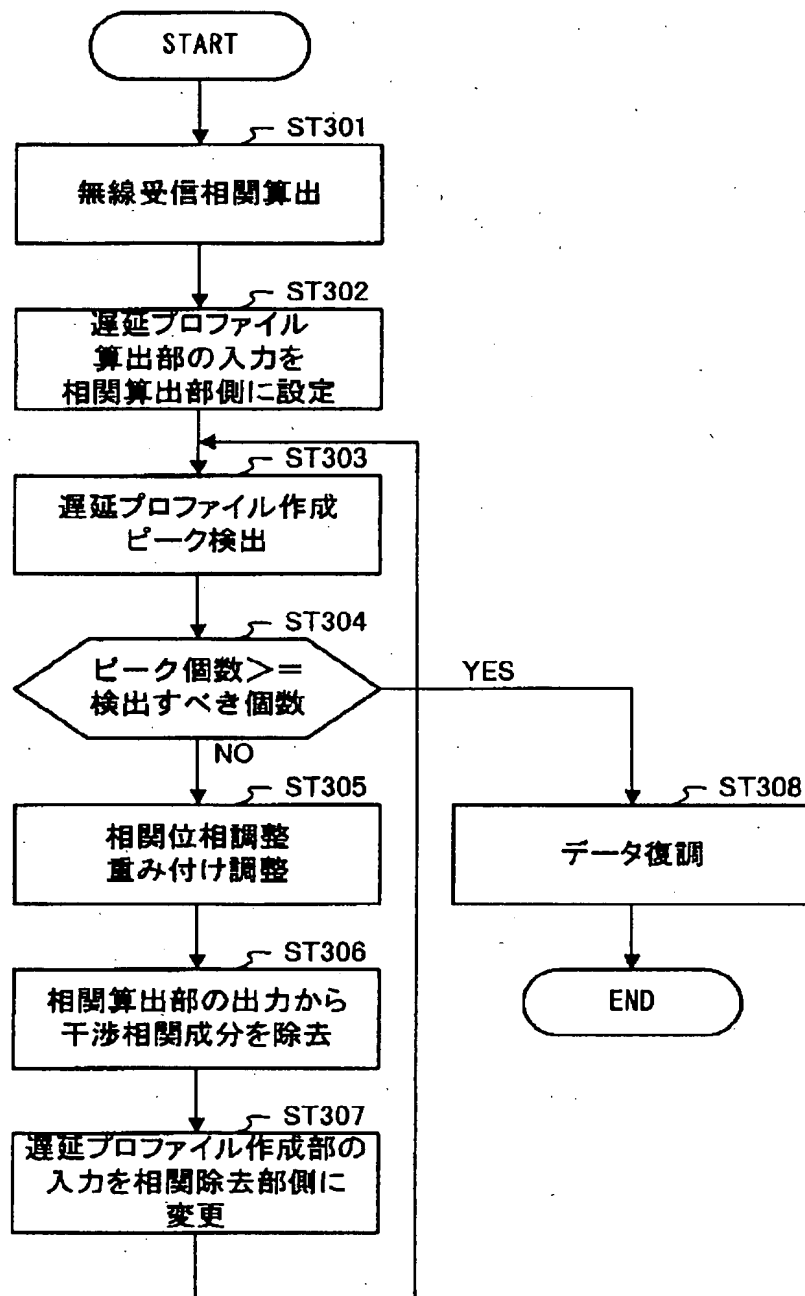 START
ST301
無線受信相関算出
ST302
遅延プロファイル
算出部の入力を
相関算出部側に設定
ST303
遅延プロファイル作成
ピーク検出
ST304
ピーク個数>=
検出すべき個数
YES
NO
ST305
相関位相調整
重み付け調整
ST308
データ復調
ST306
相関算出部の出力から
干渉相関成分を除去
END
ST307
遅延プロファイル作成部の
入力を相関除去部側に
変更